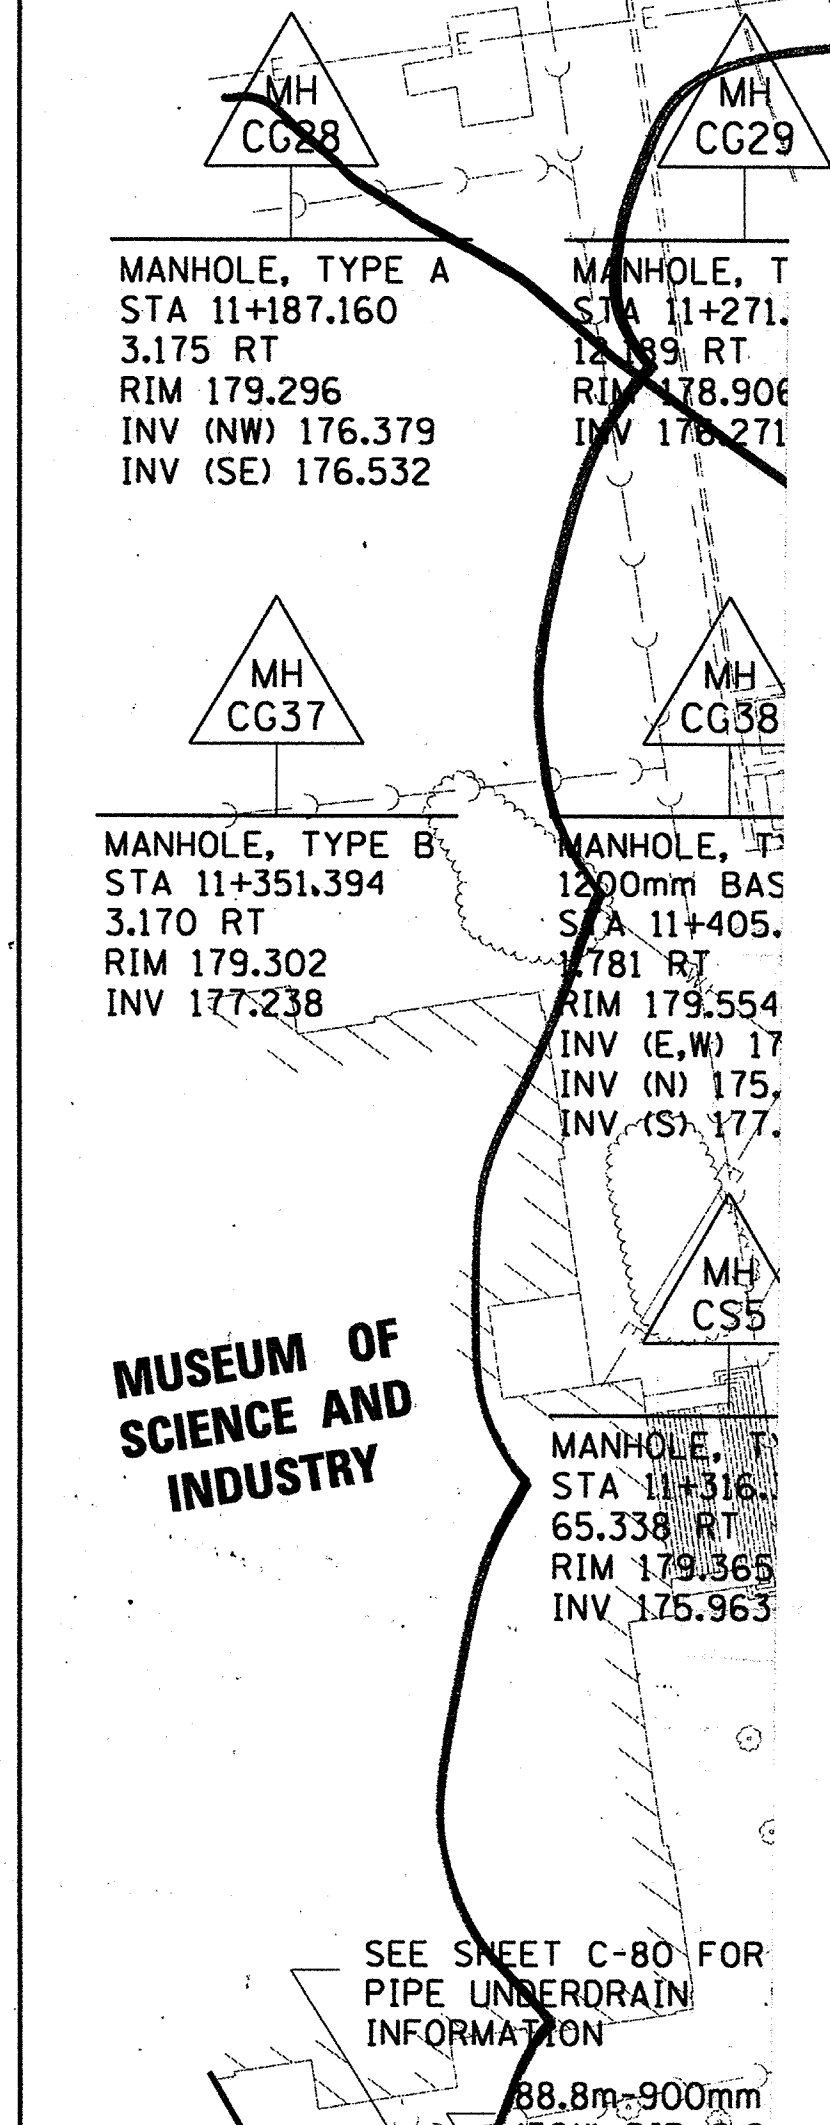 E
E
E
MH
CG28
MANHOLE, TYPE A
STA 11+187.160
3.175 RT
RIM 179.296
INV (NW) 176.379
INV (SE) 176.532
MH
CG29
MANHOLE, T
STA 11+271.
RT
RIM 178.906
INV 176.271
MH
CG37
MANHOLE, TYPE B
STA 11+351.394
3.170 RT
RIM 179.302
INV 177.238
MH
CG38
MANHOLE, TY
1200mm BAS
STA 11+405.
1.781 RT
RIM 179.554
INV (E,W) 17
INV (N) 175.
INV (S) 177.
MH
CS5
MANHOLE, TY
STA 11+316.
65.338 RT
RIM 179.365
INV 175.963
MUSEUM OF
SCIENCE AND
INDUSTRY
SEE SHEET C-80 FOR
PIPE UNDERDRAIN
INFORMATION
88.8m-900mm